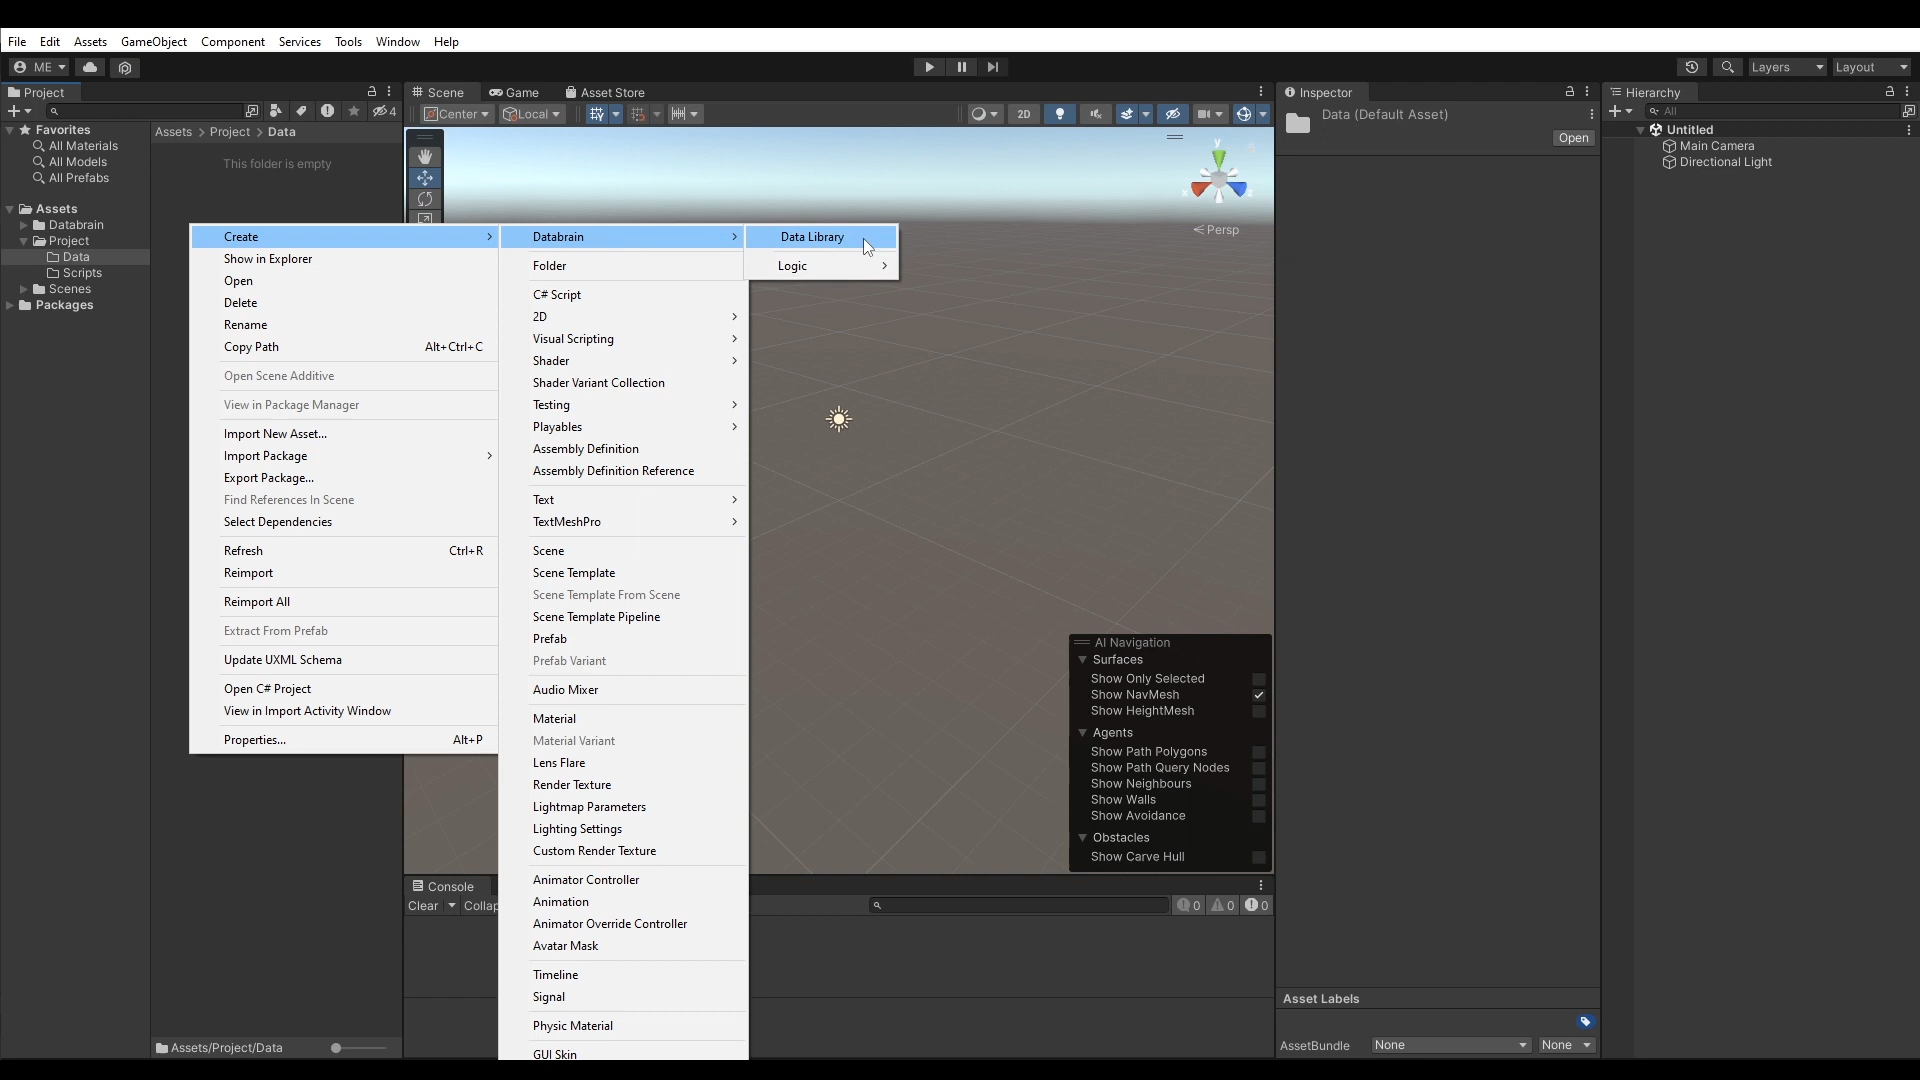 File Edit Assets GameObject Component Services Tools Window Help
ME
Layers Layout
Project
4
Favorites
All Materials
All Models
All Prefabs
Assets
Databrain
Project
Data
Scripts
Scenes
Packages
Assets > Project > Data
This folder is empty
Assets/Project/Data
Scene Game Asset Store
Center Local 2D
y
x z
Persp
Create
Show in Explorer
Open
Delete
Rename
Copy Path Alt+Ctrl+C
Open Scene Additive
View in Package Manager
Import New Asset...
Import Package
Export Package...
Find References In Scene
Select Dependencies
Refresh Ctrl+R
Reimport
Reimport All
Extract From Prefab
Update UXML Schema
Open C# Project
View in Import Activity Window
Properties... Alt+P
Databrain
Folder
C# Script
2D
Visual Scripting
Shader
Shader Variant Collection
Testing
Playables
Assembly Definition
Assembly Definition Reference
Text
TextMeshPro
Scene
Scene Template
Scene Template From Scene
Scene Template Pipeline
Prefab
Prefab Variant
Audio Mixer
Material
Material Variant
Lens Flare
Render Texture
Lightmap Parameters
Lighting Settings
Custom Render Texture
Animator Controller
Animation
Animator Override Controller
Avatar Mask
Timeline
Signal
Physic Material
GUI Skin
Data Library
Logic
AI Navigation
Surfaces
Show Only Selected
Show NavMesh
Show HeightMesh
Agents
Show Path Polygons
Show Path Query Nodes
Show Neighbours
Show Walls
Show Avoidance
Obstacles
Show Carve Hull
Console
Clear Collap
0 0 0
Inspector
Data (Default Asset)
Open
Asset Labels
AssetBundle None None
Hierarchy
All
Untitled
Main Camera
Directional Light